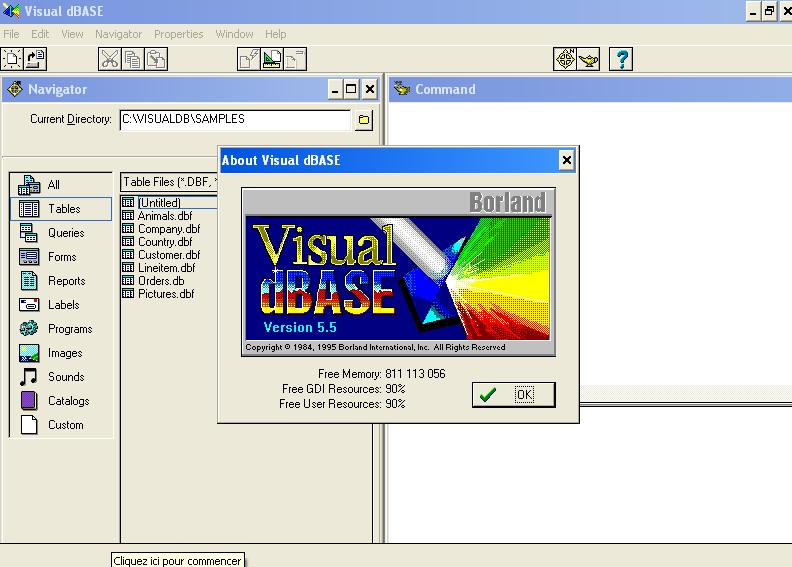 Visual dBASE
File Edit View Navigator Properties Window Help
Navigator
Command
Current Directory: C:\VISUALDB\SAMPLES
All
Tables
Queries
Forms
Reports
Labels
Programs
Images
Sounds
Catalogs
Custom
Table Files (*.DBF, *
(Untitled)
Animals.dbf
Company.dbf
Country.dbf
Customer.dbf
Lineitem.dbf
Orders.db
Pictures.dbf
About Visual dBASE
Borland
Visual
dBASE
Version 5.5
Copyright © 1984, 1995 Borland International, Inc. All Rights Reserved
Free Memory: 811 113 056
Free GDI Resources: 90%
Free User Resources: 90%
OK
Cliquez ici pour commencer